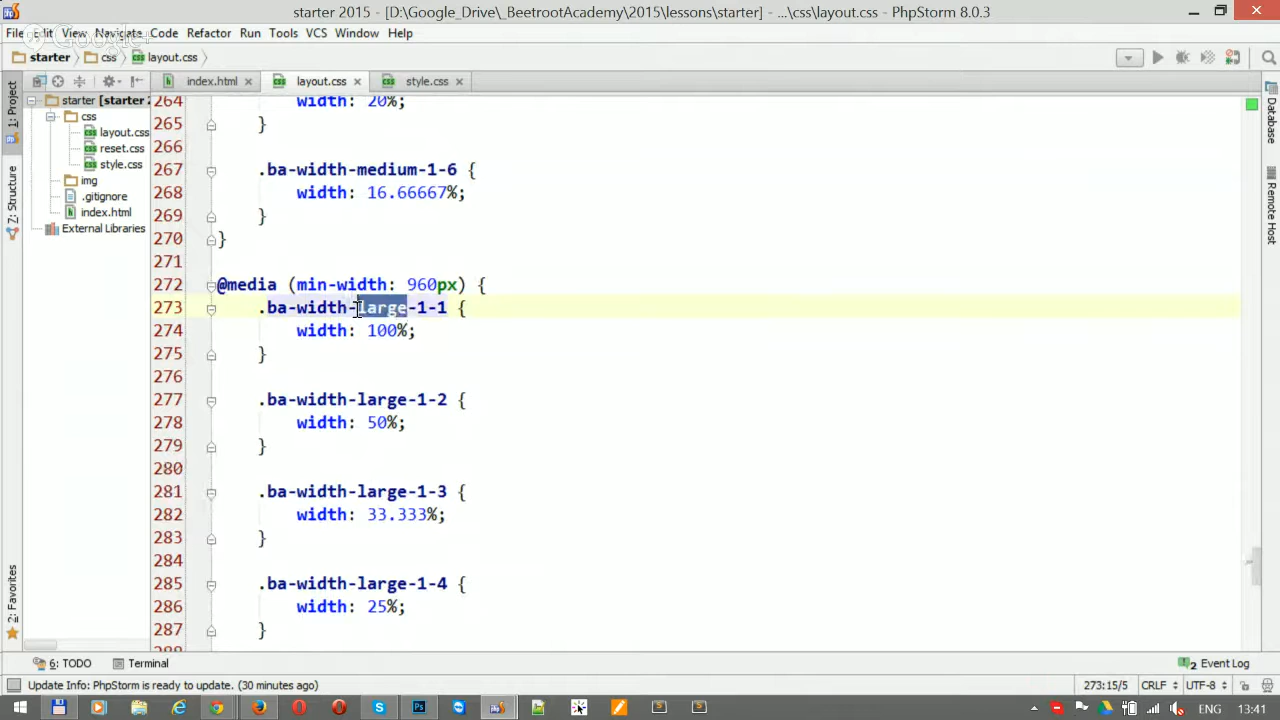 starter 2015 - [D:\Google_Drive\_BeetrootAcademy\2015\lessons\starter] - ...\css\layout.css - PhpStorm 8.0.3
File Edit View Navigate Code Refactor Run Tools VCS Window Help
Google+
starter css layout.css
index.html layout.css style.css
1: Project
Z: Structure
2: Favorites
starter [starter 2
css
layout.css
reset.css
style.css
img
.gitignore
index.html
External Libraries
264 width: 20%;
265 }
266
267 .ba-width-medium-1-6 {
268 width: 16.66667%;
269 }
270 }
271
272 @media (min-width: 960px) {
273 .ba-width-large-1-1 {
274 width: 100%;
275 }
276
277 .ba-width-large-1-2 {
278 width: 50%;
279 }
280
281 .ba-width-large-1-3 {
282 width: 33.333%;
283 }
284
285 .ba-width-large-1-4 {
286 width: 25%;
287 }
Database
Remote Host
6: TODO Terminal 2 Event Log
Update Info: PhpStorm is ready to update. (30 minutes ago) 273:15/5 CRLF UTF-8
ENG 13:41